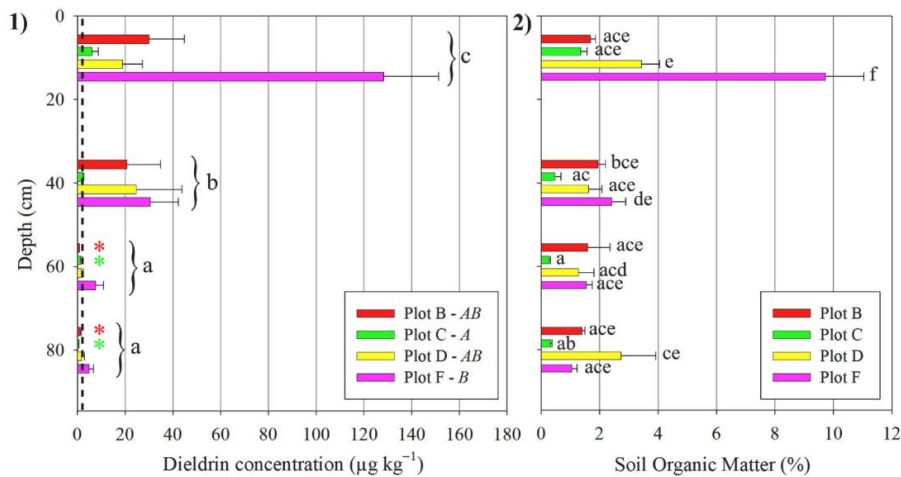 1)
0
20
40
60
80
Depth (cm)
c
b
*
*
a
*
*
a
Plot B - AB
Plot C - A
Plot D - AB
Plot F - B
0 20 40 60 80 100 120 140 160 180
Dieldrin concentration (µg kg⁻¹)
2)
ace
ace
e
f
bce
ac
ace
de
ace
a
acd
ace
ace
ab
ce
ace
Plot B
Plot C
Plot D
Plot F
0 2 4 6 8 10 12
Soil Organic Matter (%)